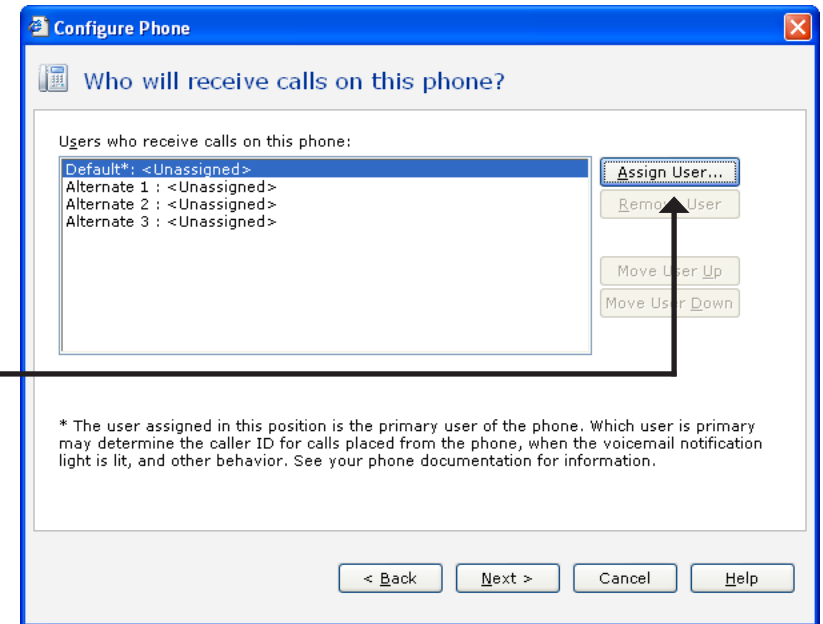 Configure Phone
Who will receive calls on this phone?
Users who receive calls on this phone:
Default*: <Unassigned>
Alternate 1 : <Unassigned>
Alternate 2 : <Unassigned>
Alternate 3 : <Unassigned>
Assign User...
Remove User
Move User Up
Move User Down
* The user assigned in this position is the primary user of the phone. Which user is primary
may determine the caller ID for calls placed from the phone, when the voicemail notification
light is lit, and other behavior. See your phone documentation for information.
< Back
Next >
Cancel
Help